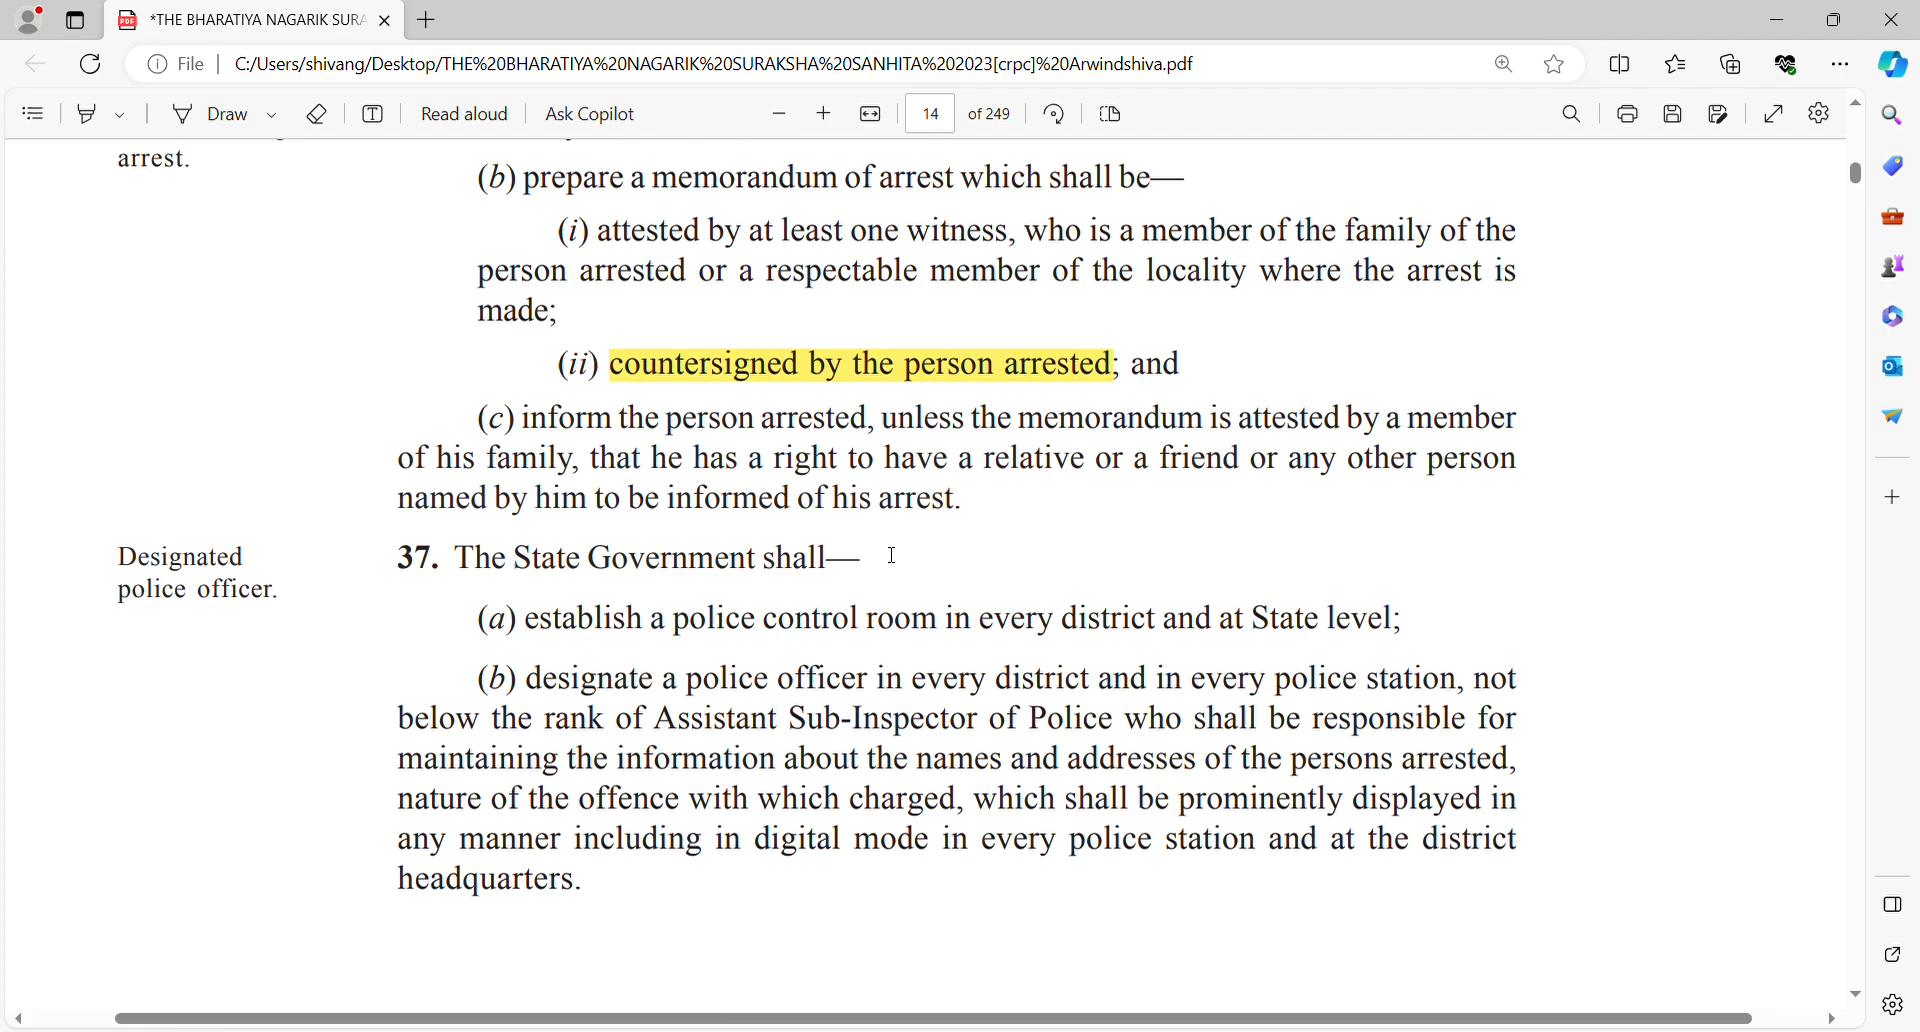 *THE BHARATIYA NAGARIK SURA
File
C:/Users/shivang/Desktop/THE%20BHARATIYA%20NAGARIK%20SURAKSHA%20SANHITA%202023[crpc]%20Arwindshiva.pdf
Draw
Read aloud
Ask Copilot
14 of 249
arrest.
(b) prepare a memorandum of arrest which shall be—
(i) attested by at least one witness, who is a member of the family of the
person arrested or a respectable member of the locality where the arrest is
made;
(ii) countersigned by the person arrested; and
(c) inform the person arrested, unless the memorandum is attested by a member
of his family, that he has a right to have a relative or a friend or any other person
named by him to be informed of his arrest.
Designated
police officer.
37. The State Government shall—
(a) establish a police control room in every district and at State level;
(b) designate a police officer in every district and in every police station, not
below the rank of Assistant Sub-Inspector of Police who shall be responsible for
maintaining the information about the names and addresses of the persons arrested,
nature of the offence with which charged, which shall be prominently displayed in
any manner including in digital mode in every police station and at the district
headquarters.